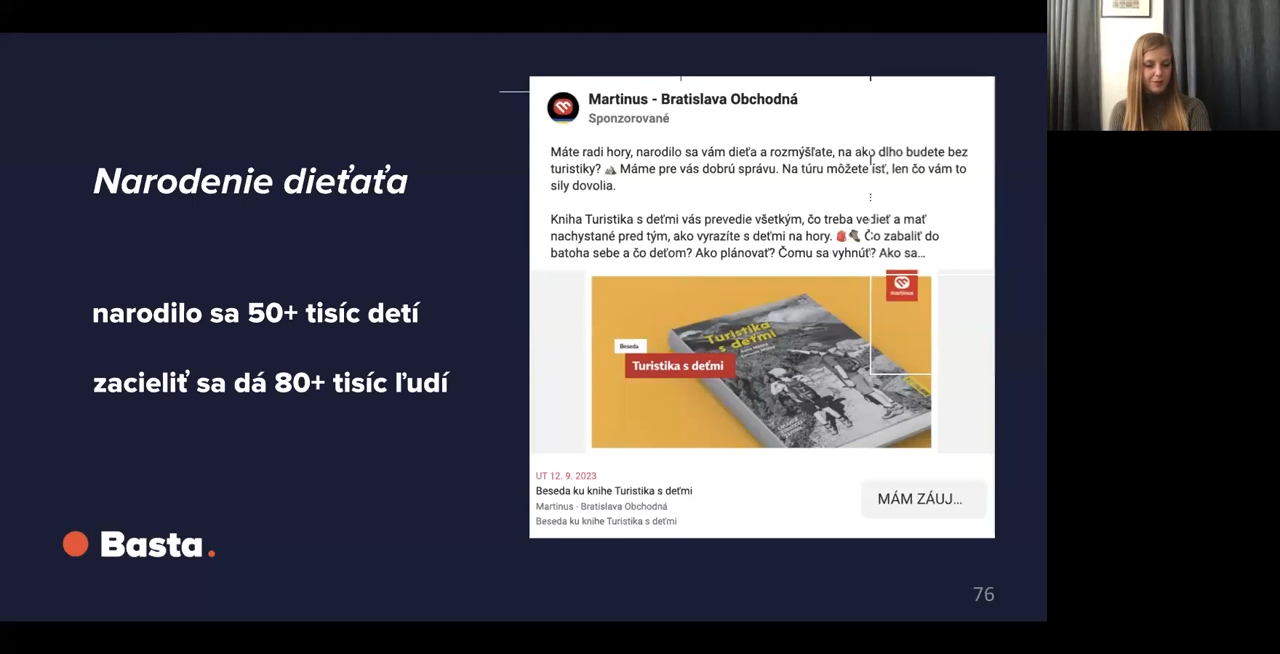 Narodenie dieťaťa
narodilo sa 50+ tisíc detí
zacieliť sa dá 80+ tisíc ľudí
Basta.
Martinus - Bratislava Obchodná
Sponzorované
Máte radi hory, narodilo sa vám dieťa a rozmýšľate, na ako dlho budete bez
turistiky? ⛰️ Máme pre vás dobrú správu. Na túru môžete ísť, len čo vám to
sily dovolia.
Kniha Turistika s deťmi vás prevedie všetkým, čo treba vedieť a mať
nachystané pred tým, ako vyrazíte s deťmi na hory. 🎒🥾 Čo zabaliť do
batoha sebe a čo deťom? Ako plánovať? Čomu sa vyhnúť? Ako sa...
martinus
Turistika
s deťmi
Beseda
Turistika s deťmi
UT 12. 9. 2023
Beseda ku knihe Turistika s deťmi
Martinus · Bratislava Obchodná
Beseda ku knihe Turistika s deťmi
MÁM ZÁUJ...
76